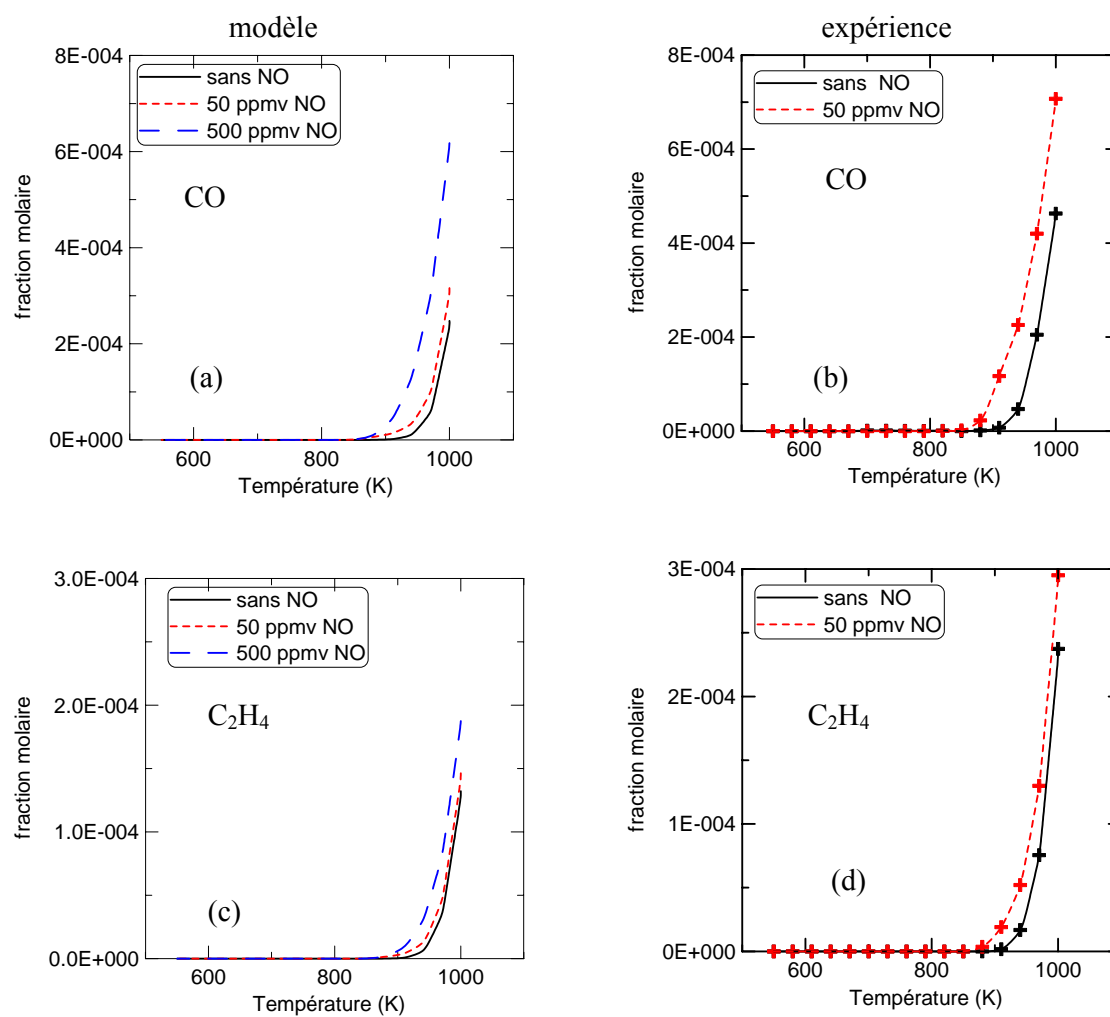 modèle
8E-004
6E-004
4E-004
2E-004
0E+000
fraction molaire
sans NO
50 ppmv NO
500 ppmv NO
CO
(a)
600 800 1000
Température (K)
expérience
8E-004
6E-004
4E-004
2E-004
0E+000
fraction molaire
sans NO
50 ppmv NO
CO
(b)
600 800 1000
Température (K)
3.0E-004
2.0E-004
1.0E-004
0.0E+000
fraction molaire
sans NO
50 ppmv NO
500 ppmv NO
C₂H₄
(c)
600 800 1000
Température (K)
3E-004
2E-004
1E-004
0E+000
fraction molaire
sans NO
50 ppmv NO
C₂H₄
(d)
600 800 1000
Température (K)